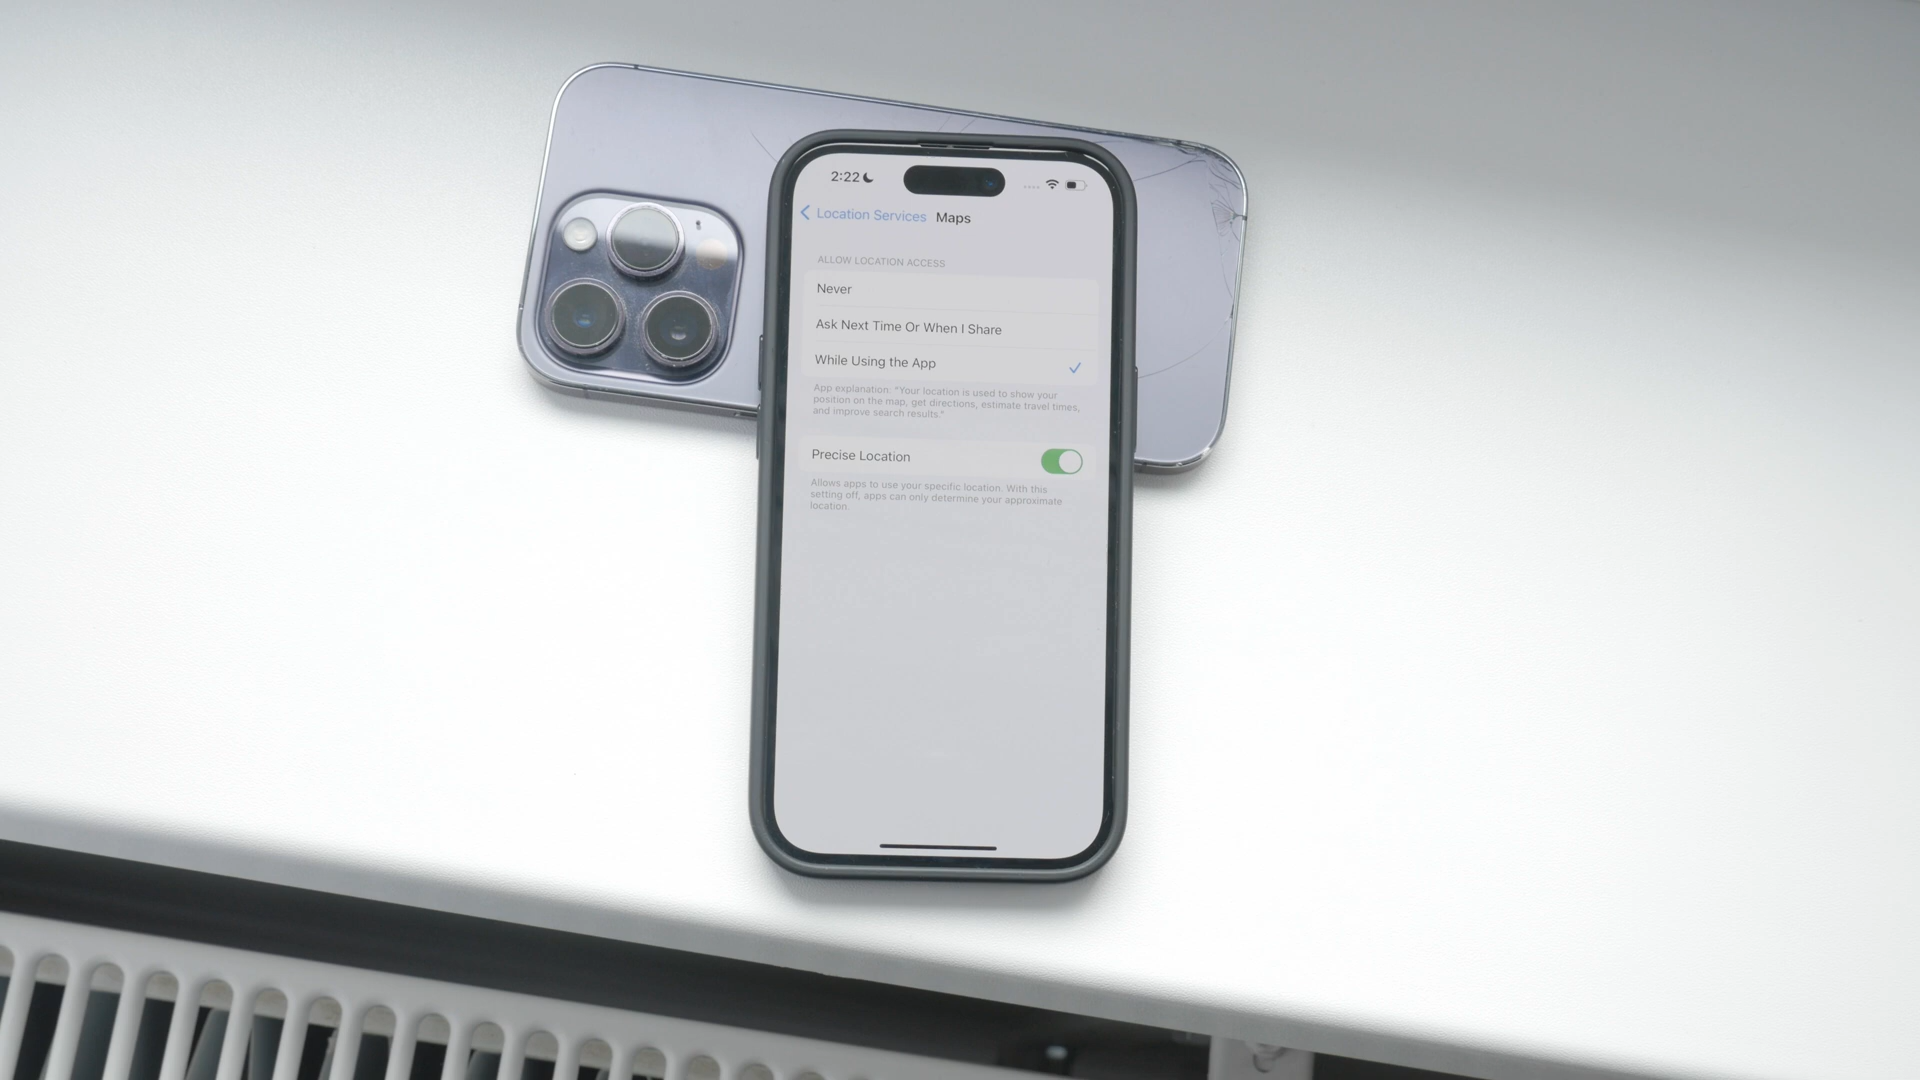 2:22
Location Services Maps
ALLOW LOCATION ACCESS
Never
Ask Next Time Or When I Share
While Using the App
App explanation: "Your location is used to show your
position on the map, get directions, estimate travel times,
and improve search results."
Precise Location
Allows apps to use your specific location. With this
setting off, apps can only determine your approximate
location.